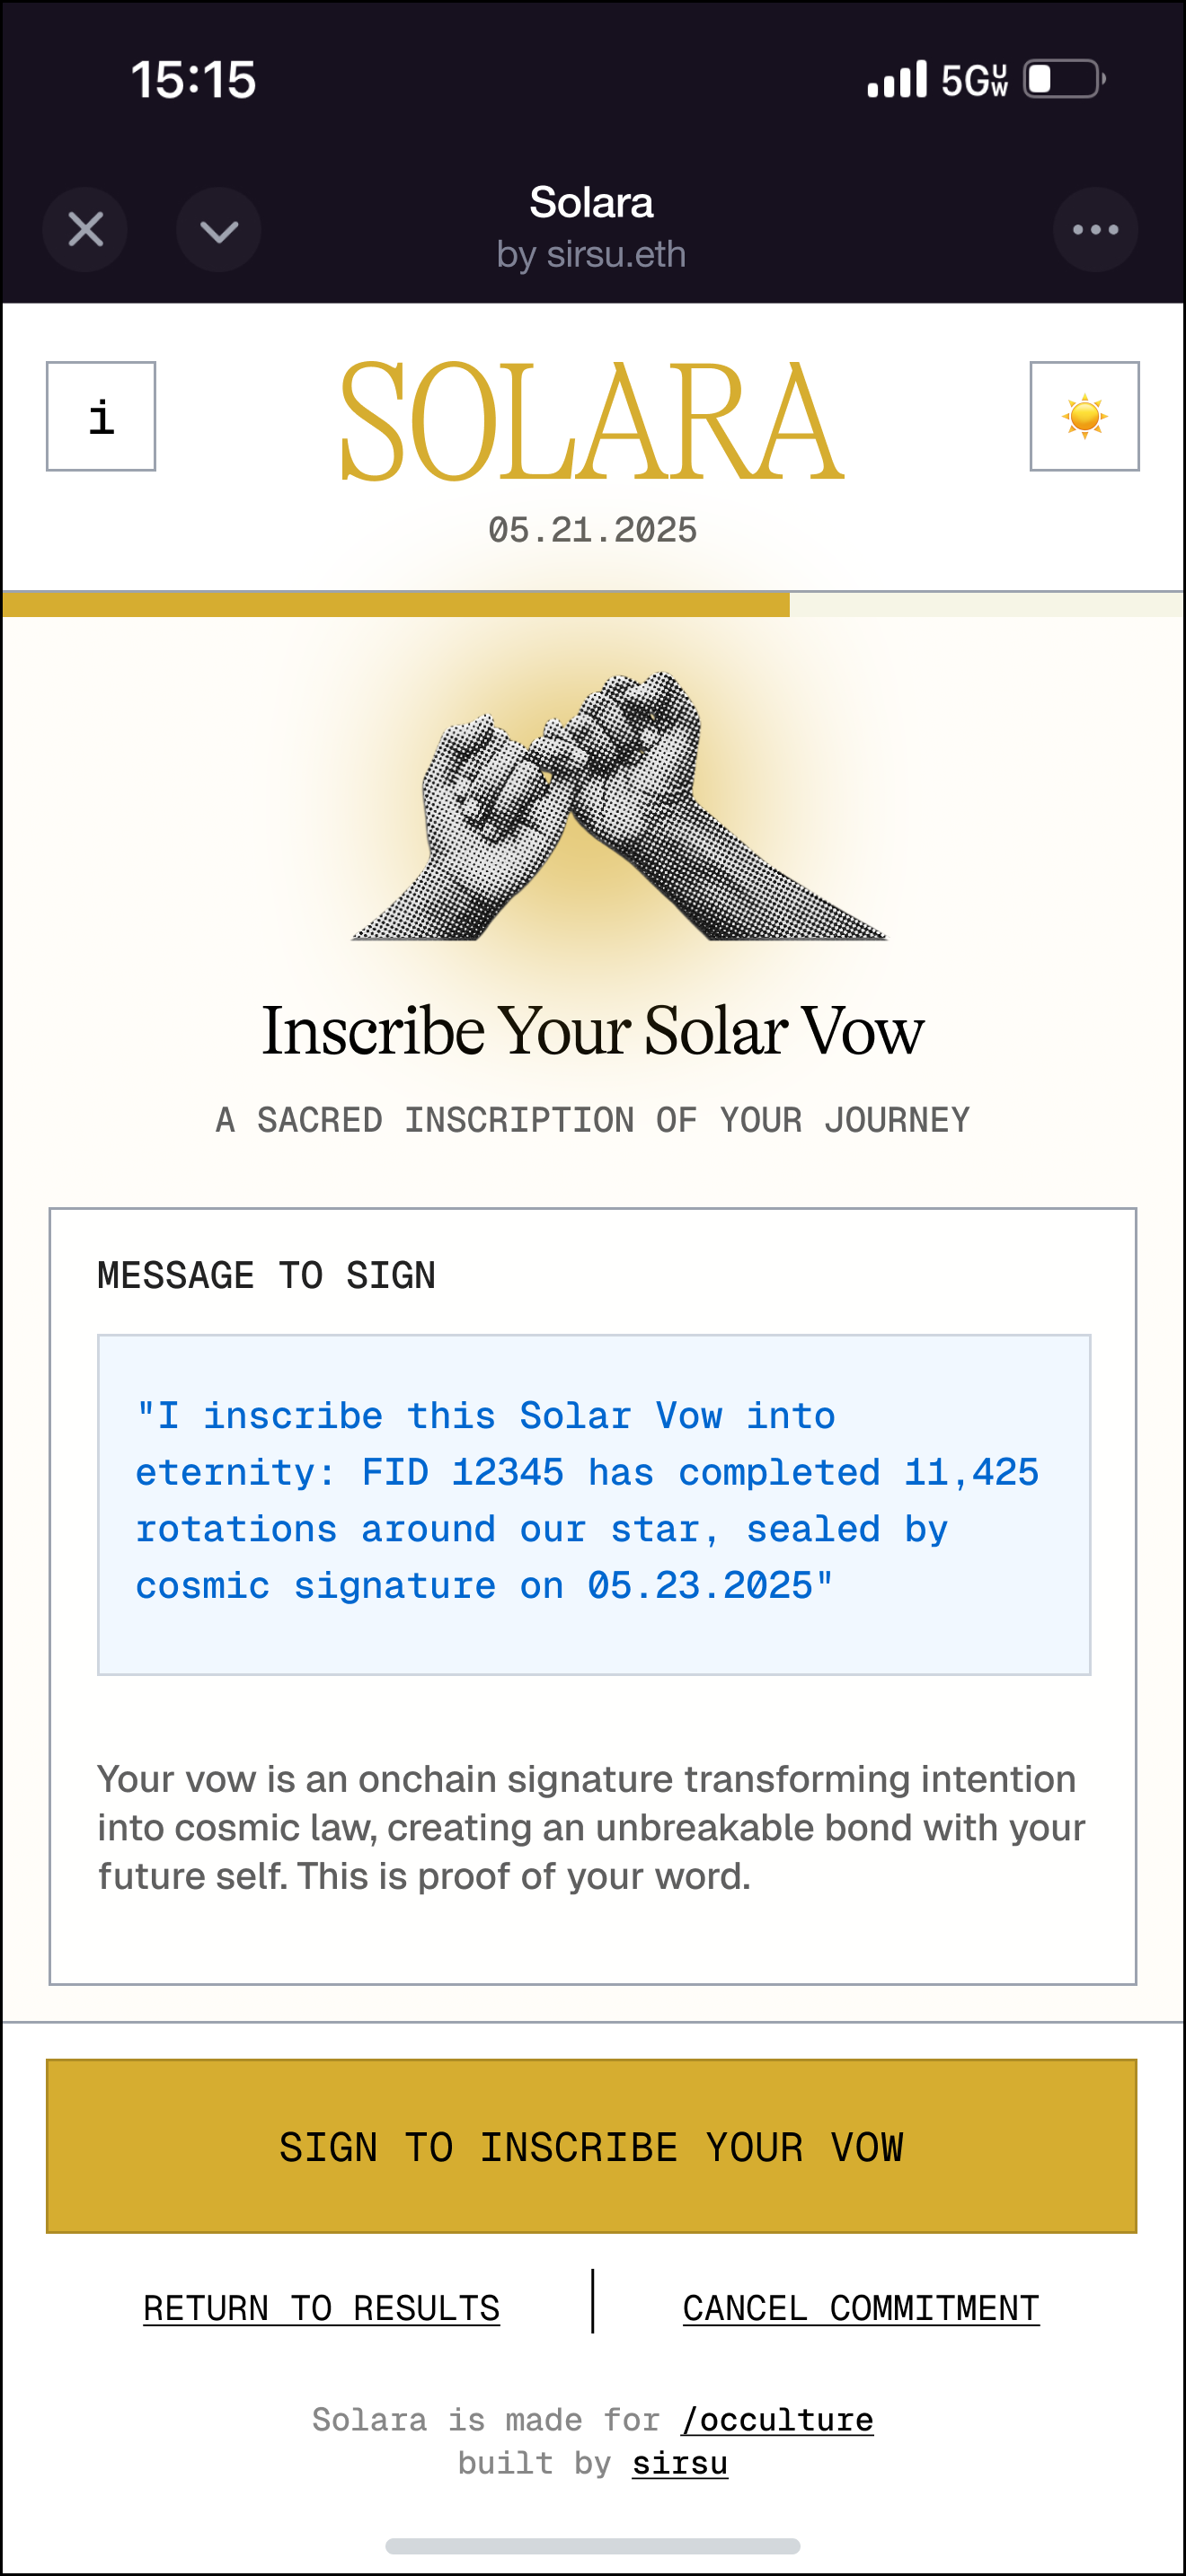 15:15
5GUW
Solara
by sirsu.eth
i
SOLARA
05.21.2025
Inscribe Your Solar Vow
A SACRED INSCRIPTION OF YOUR JOURNEY
MESSAGE TO SIGN
"I inscribe this Solar Vow into
eternity: FID 12345 has completed 11,425
rotations around our star, sealed by
cosmic signature on 05.23.2025"
Your vow is an onchain signature transforming intention
into cosmic law, creating an unbreakable bond with your
future self. This is proof of your word.
SIGN TO INSCRIBE YOUR VOW
RETURN TO RESULTS
CANCEL COMMITMENT
Solara is made for /occulture
built by sirsu